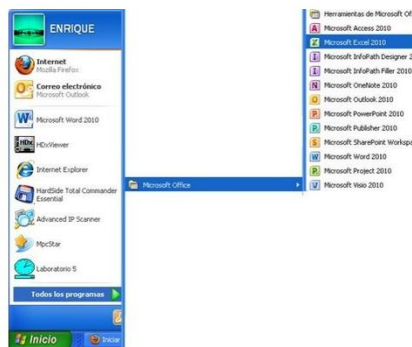 ENRIQUE
Internet
Mozilla Firefox
Correo electrónico
Microsoft Outlook
Microsoft Word 2010
HDx
HDxViewer
Internet Explorer
HardSide Total Commander
Essential
Advanced IP Scanner
MpcStar
Laboratorio 5
Todos los programas
Inicio
Iniciar
Microsoft Office
Herramientas de Microsoft Of
Microsoft Access 2010
Microsoft Excel 2010
Microsoft InfoPath Designer 2
Microsoft InfoPath Filler 2010
Microsoft OneNote 2010
Microsoft Outlook 2010
Microsoft PowerPoint 2010
Microsoft Publisher 2010
Microsoft SharePoint Workspa
Microsoft Word 2010
Microsoft Project 2010
Microsoft Visio 2010